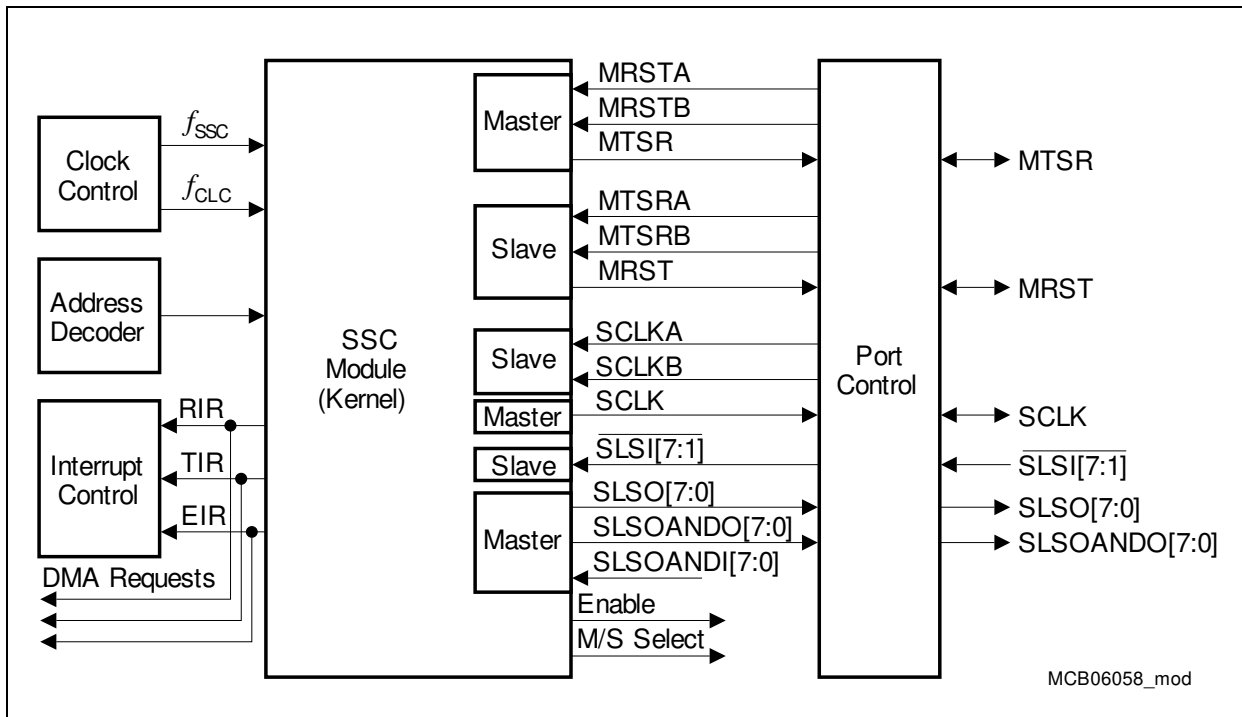 Clock
Control
fSSC
fCLC
Address
Decoder
Interrupt
Control
RIR
TIR
EIR
DMA Requests
SSC
Module
(Kernel)
Master
Slave
Slave
Master
Slave
Master
MRSTA
MRSTB
MTSR
MTSRA
MTSRB
MRST
SCLKA
SCLKB
SCLK
SLSI[7:1]
SLSO[7:0]
SLSOANDO[7:0]
SLSOANDI[7:0]
Enable
M/S Select
Port
Control
MTSR
MRST
SCLK
SLSI[7:1]
SLSO[7:0]
SLSOANDO[7:0]
MCB06058_mod